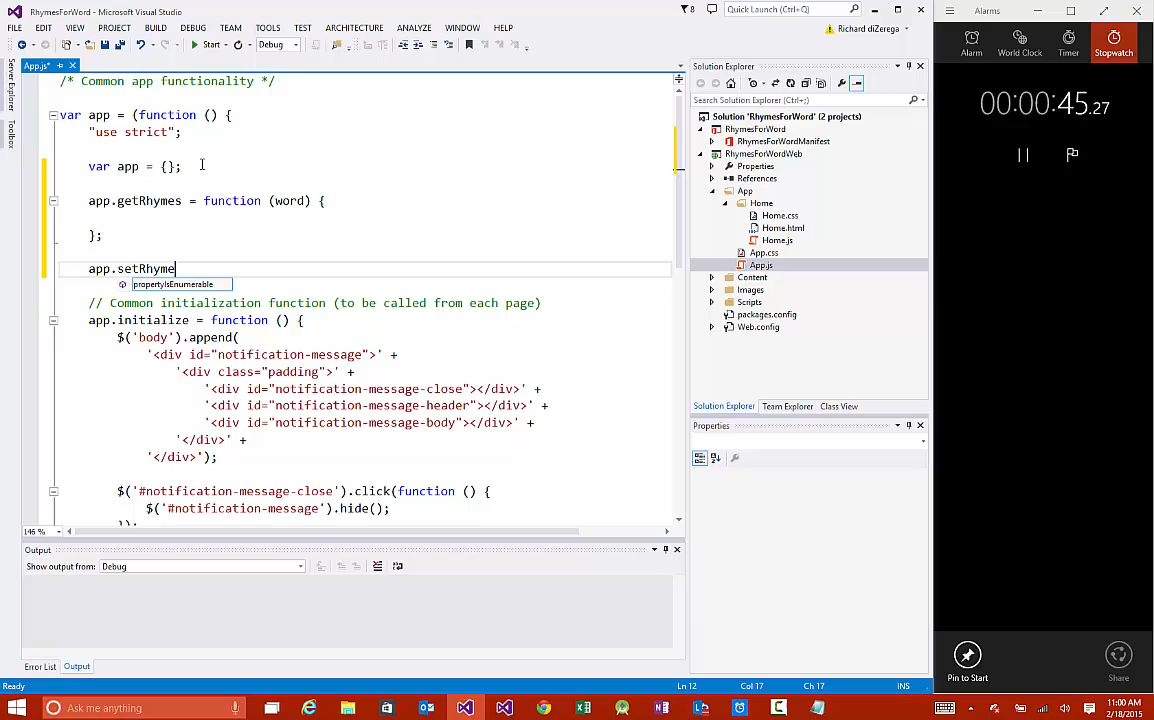 RhymesForWord - Microsoft Visual Studio
8
Quick Launch (Ctrl+;)
FILE EDIT VIEW PROJECT BUILD DEBUG TEAM TOOLS TEST ARCHITECTURE ANALYZE WINDOW HELP
Richard diZerega
Start Debug
Server Explorer
Toolbox
App.js*
/* Common app functionality */
var app = (function () {
"use strict";
var app = {};
app.getRhymes = function (word) {
};
app.setRhyme
propertyIsEnumerable
// Common initialization function (to be called from each page)
app.initialize = function () {
$('body').append(
'<div id="notification-message">' +
'<div class="padding">' +
'<div id="notification-message-close"></div>' +
'<div id="notification-message-header"></div>' +
'<div id="notification-message-body"></div>' +
'</div>' +
'</div>');
$('#notification-message-close').click(function () {
$('#notification-message').hide();
});
146 %
Output
Show output from: Debug
Error List Output
Ready
Ln 12 Col 17 Ch 17 INS
Solution Explorer
Search Solution Explorer (Ctrl+;)
Solution 'RhymesForWord' (2 projects)
RhymesForWord
RhymesForWordManifest
RhymesForWordWeb
Properties
References
App
Home
Home.css
Home.html
Home.js
App.css
App.js
Content
Images
Scripts
packages.config
Web.config
Solution Explorer Team Explorer Class View
Properties
Alarms
Alarm World Clock Timer Stopwatch
00:00:45.27
Pin to Start Share
Ask me anything
11:00 AM
2/18/2015